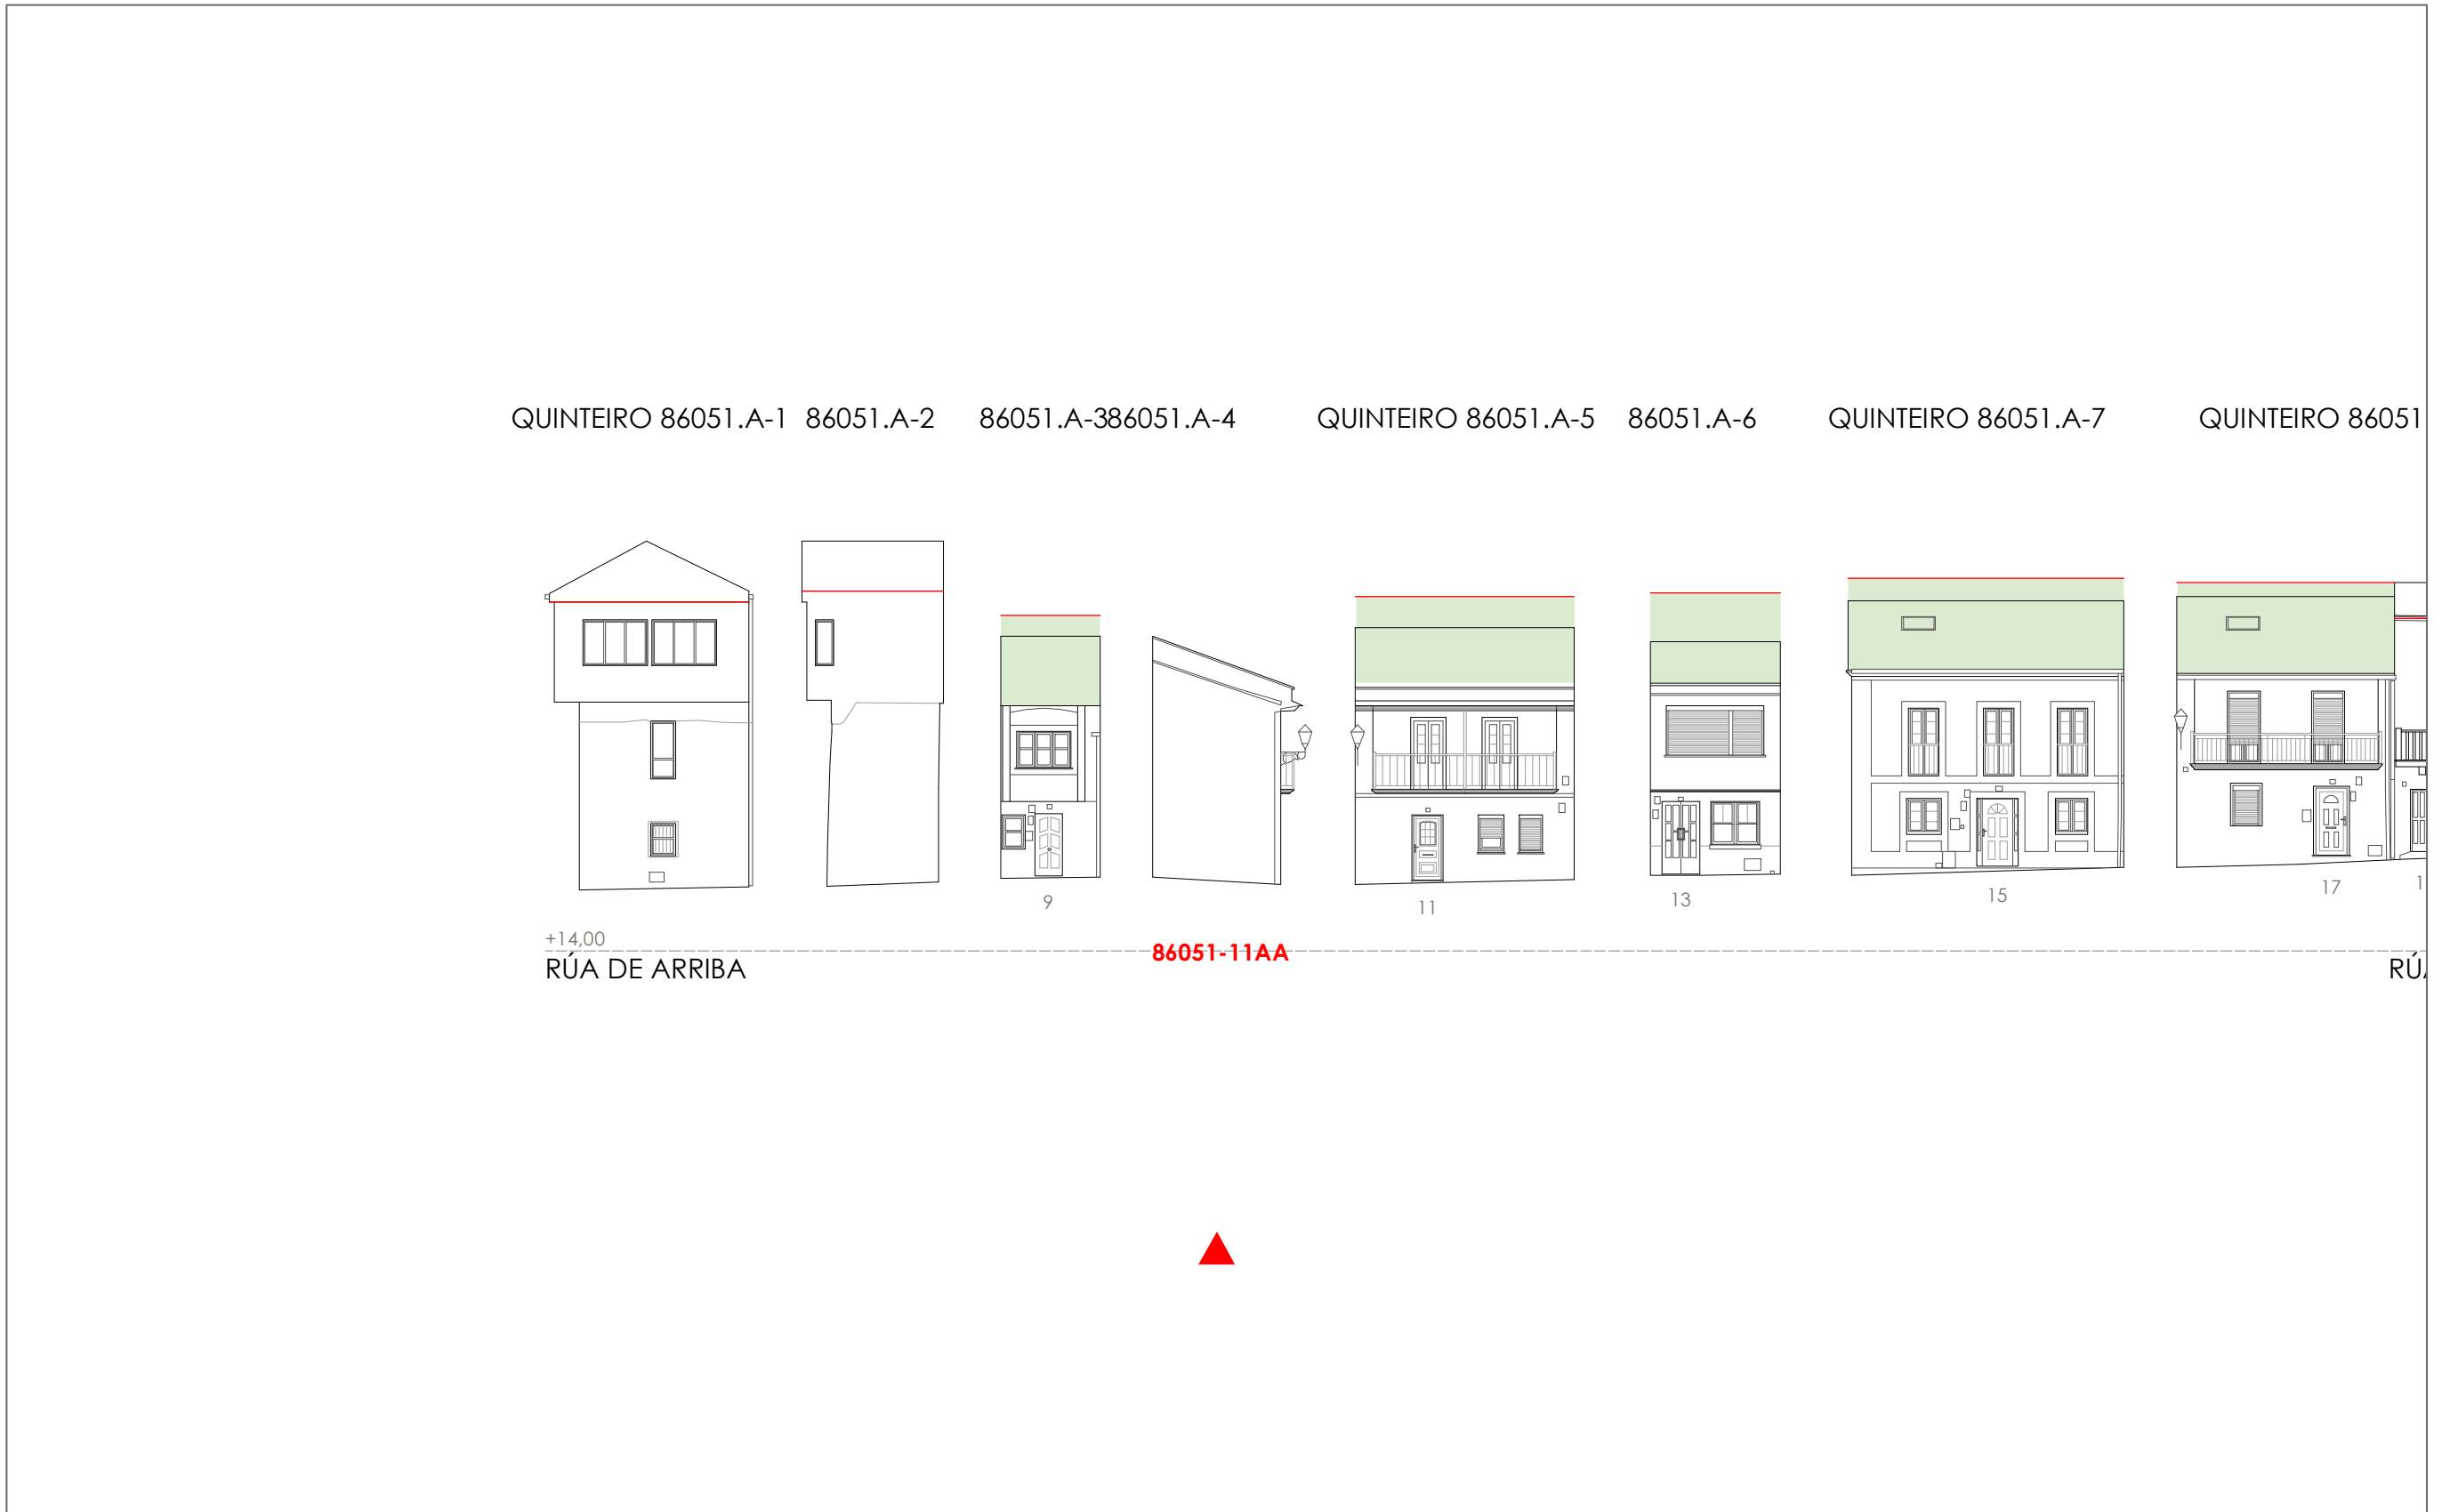 QUINTEIRO 86051.A-1 86051.A-2 86051.A-386051.A-4 QUINTEIRO 86051.A-5 86051.A-6 QUINTEIRO 86051.A-7 QUINTEIRO 86051
9 11 13 15 17 1
+14,00
86051-11AA
RÚA DE ARRIBA